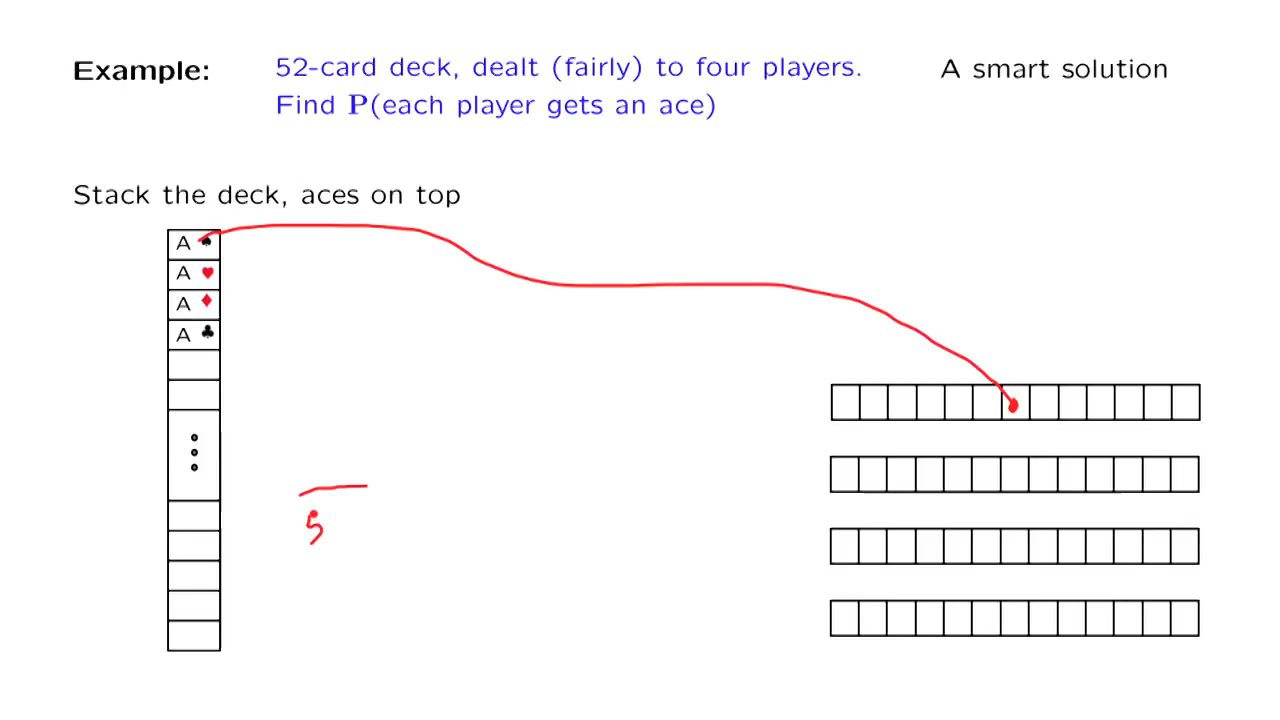 Example: 52-card deck, dealt (fairly) to four players. A smart solution
Find P(each player gets an ace)
Stack the deck, aces on top
A ♠
A ♥
A ♦
A ♣
5